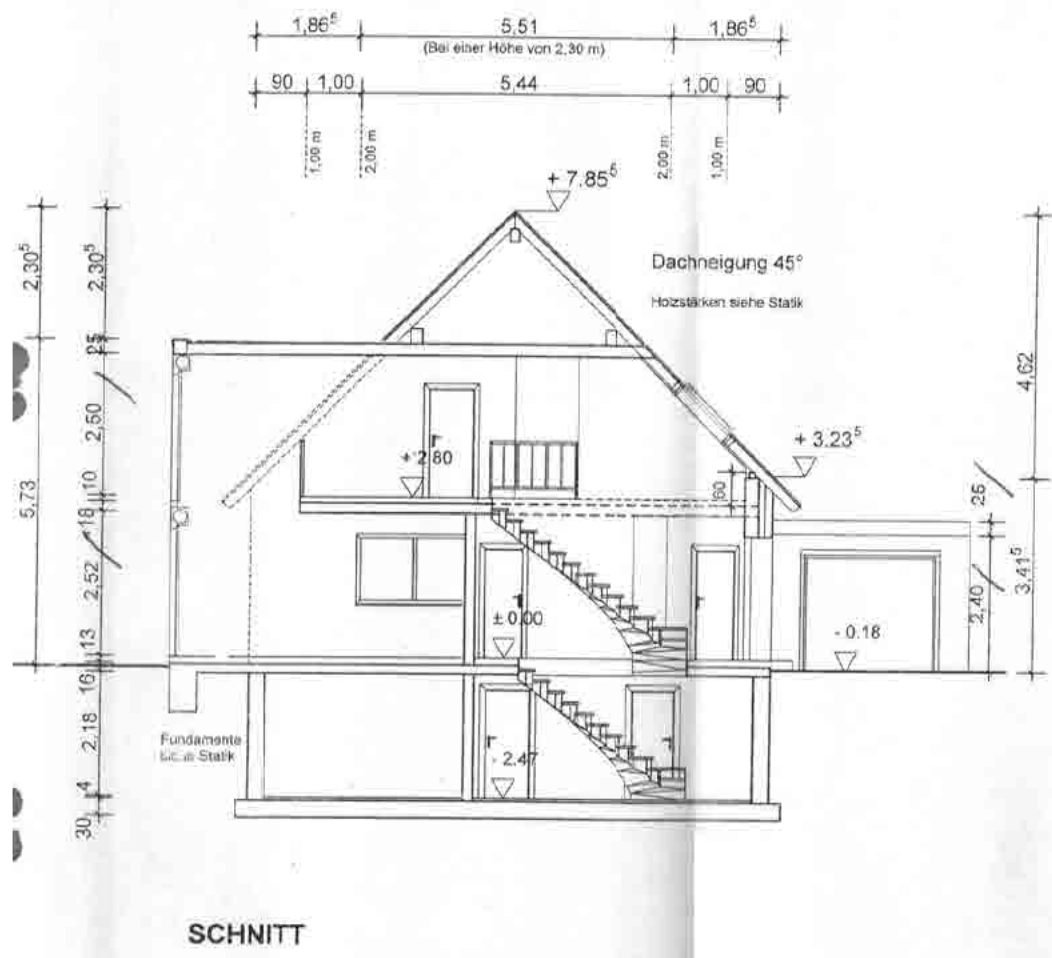 1,86⁵ 5,51 1,86⁵
(Bei einer Höhe von 2,30 m)
90 1,00 5,44 1,00 90
1,00 m 2,00 m 2,00 m 1,00 m
+ 7.85⁵
2,30⁵ 2,30⁵
Dachneigung 45°
Holzstärken siehe Statik
25
4,62
2,60
+ 3.23⁵
+ 2.80
60
10
5,73
18
25
2,52
2,40
3.41⁵
± 0.00
- 0.18
13
16
2.18
Fundamente
Statik
- 2.47
4
30
SCHNITT